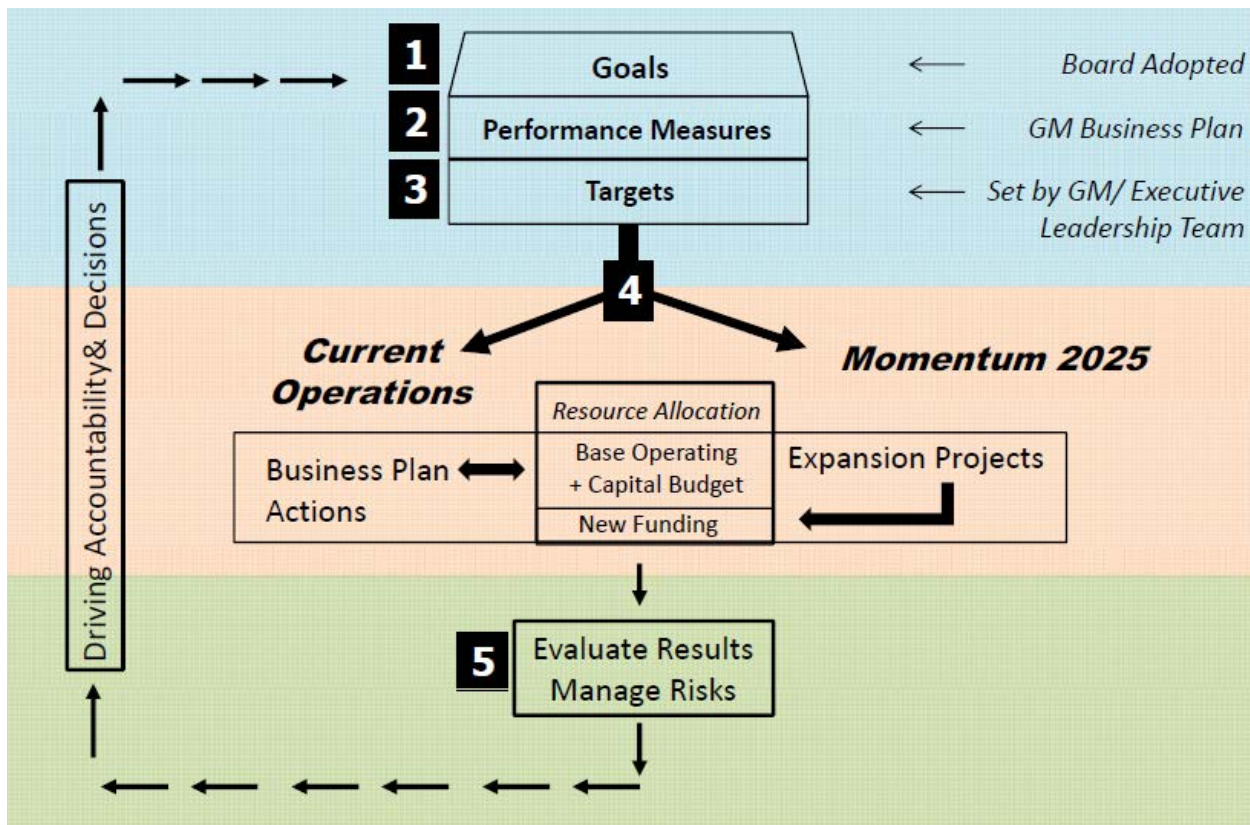 1
Goals
Board Adopted
2
Performance Measures
GM Business Plan
3
Targets
Set by GM/ Executive
Leadership Team
4
Current
Operations
Momentum 2025
Resource Allocation
Base Operating
+ Capital Budget
New Funding
Business Plan
Actions
Expansion Projects
5
Evaluate Results
Manage Risks
Driving Accountability& Decisions